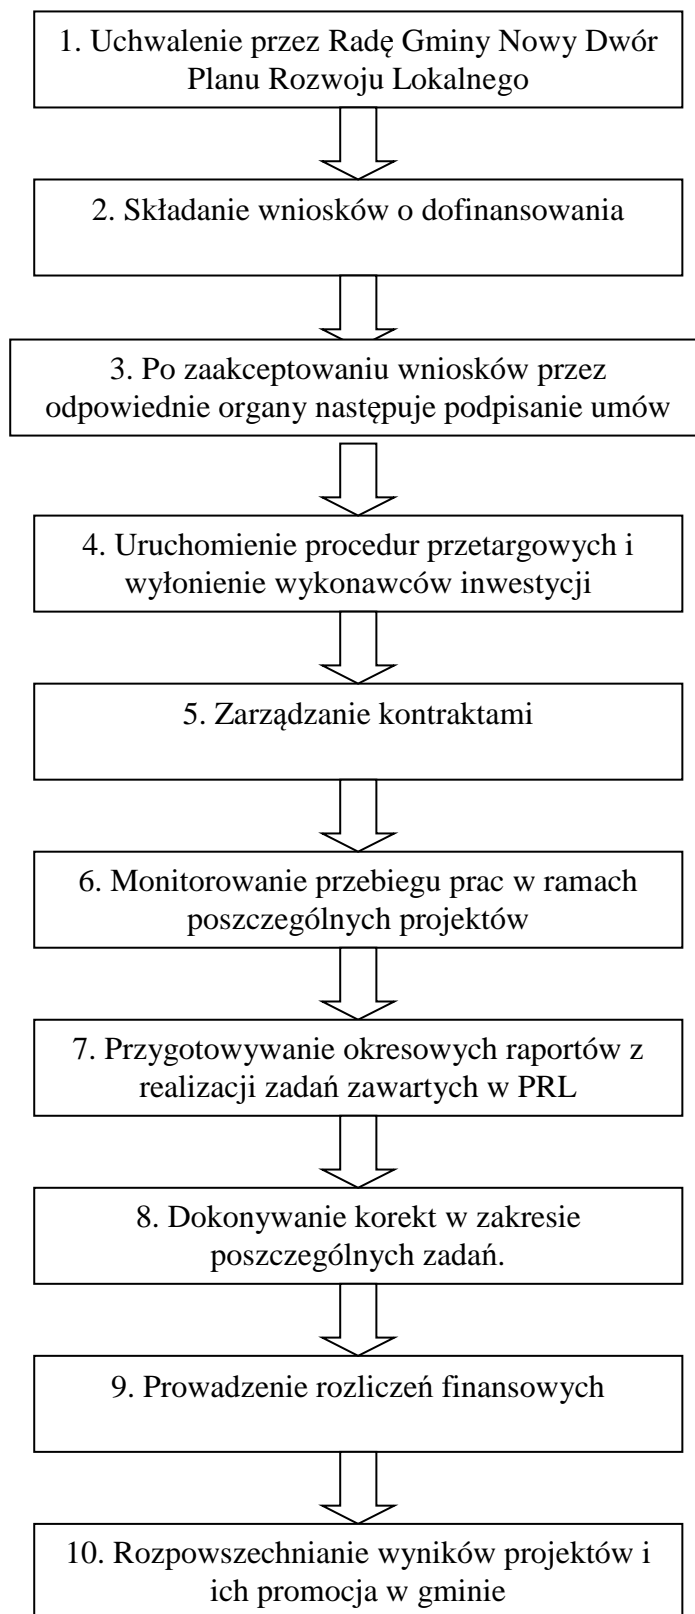 1. Uchwalenie przez Radę Gminy Nowy Dwór
Planu Rozwoju Lokalnego
2. Składanie wniosków o dofinansowania
3. Po zaakceptowaniu wniosków przez
odpowiednie organy następuje podpisanie umów
4. Uruchomienie procedur przetargowych i
wyłonienie wykonawców inwestycji
5. Zarządzanie kontraktami
6. Monitorowanie przebiegu prac w ramach
poszczególnych projektów
7. Przygotowywanie okresowych raportów z
realizacji zadań zawartych w PRL
8. Dokonywanie korekt w zakresie
poszczególnych zadań.
9. Prowadzenie rozliczeń finansowych
10. Rozpowszechnianie wyników projektów i
ich promocja w gminie